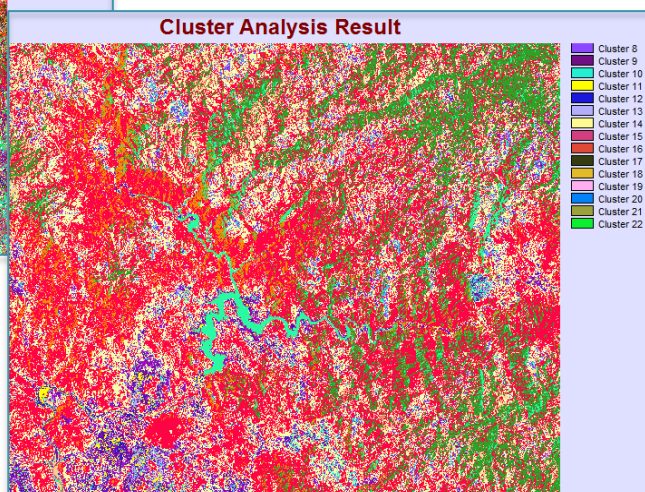 Cluster Analysis Result
Cluster 8
Cluster 9
Cluster 10
Cluster 11
Cluster 12
Cluster 13
Cluster 14
Cluster 15
Cluster 16
Cluster 17
Cluster 18
Cluster 19
Cluster 20
Cluster 21
Cluster 22